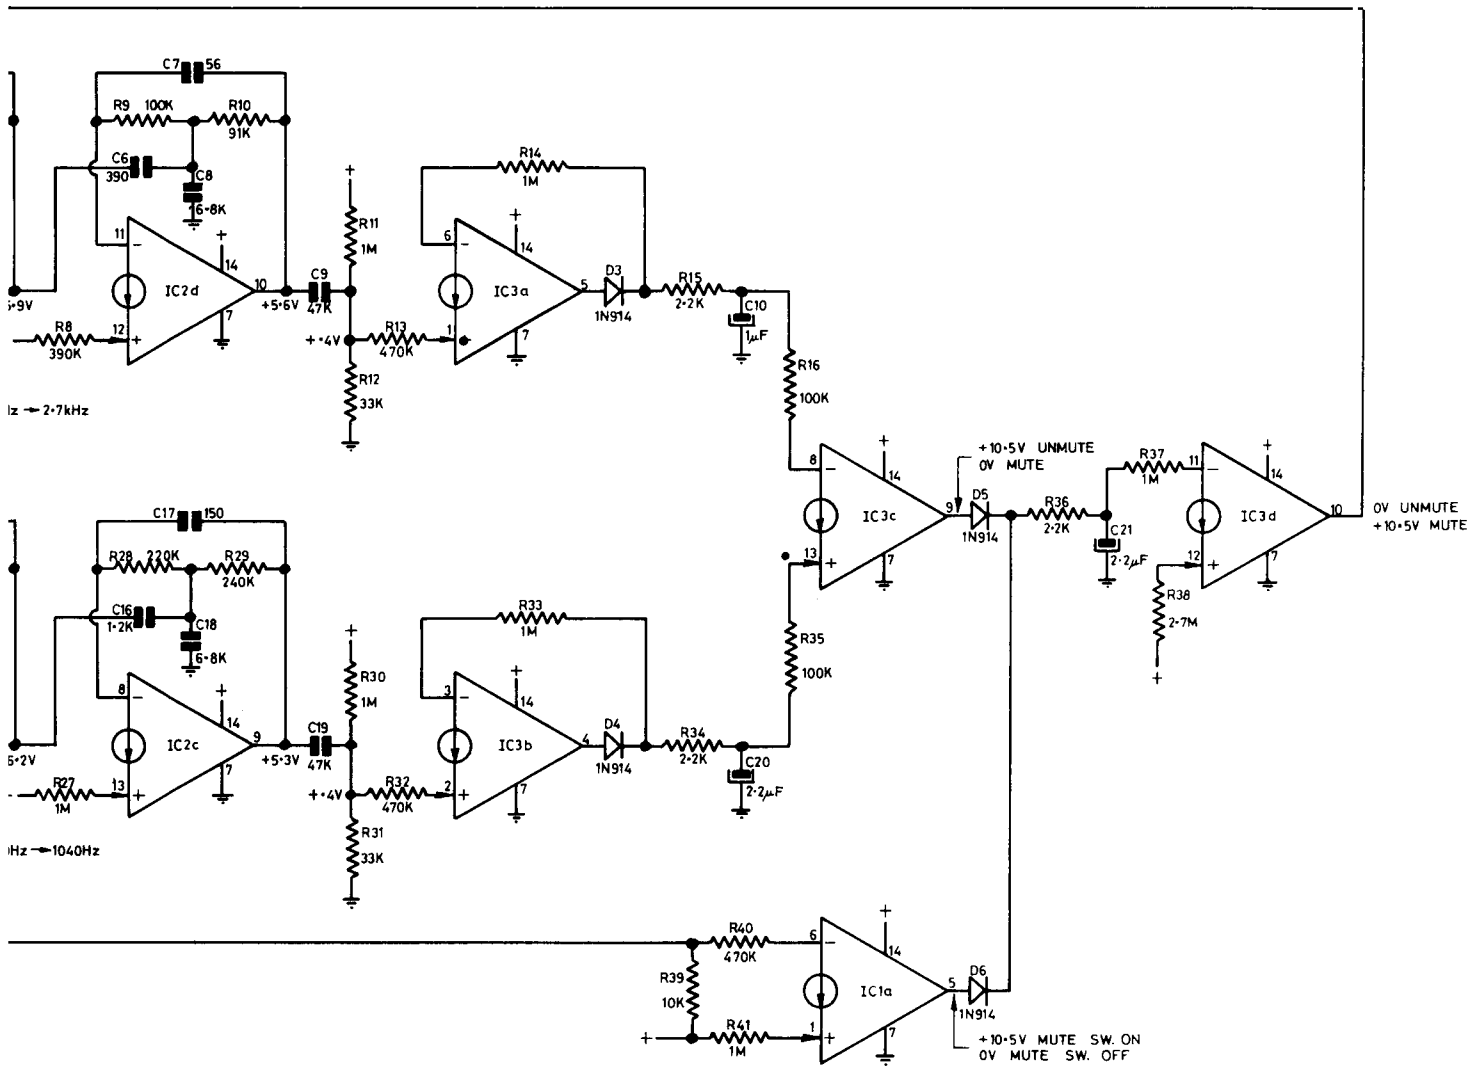 C7 56
R9 100K R10
91K
C6
390
C8
6·8K
+
R11
1M
R14
1M
+
11
−
14
IC2d
10
+5·6V
C9
47K
7
12
+
R8
390K
+·4V
R13
470K
R12
33K
+
6
−
14
IC3a
5
D3
1N914
1
7
R15
2·2K
C10
1µF
R16
100K
→ 2·7kHz
+
8
−
14
IC3c
9
13
+
7
+10·5V UNMUTE
0V MUTE
D5
1N914
R36
2·2K
C21
2·2µF
R37
1M
+
11
−
14
IC3d
10
12
+
7
R38
2·7M
+
0V UNMUTE
+10·5V MUTE
C17 150
R28 220K R29
240K
C16
1·2K
C18
6·8K
+
R30
1M
R33
1M
R35
100K
+
8
−
14
IC2c
9
+5·3V
C19
47K
7
13
+
R27
1M
+·4V
R32
470K
R31
33K
+
3
−
14
IC3b
4
D4
1N914
2
+
7
R34
2·2K
C20
2·2µF
→ 1040Hz
R40
470K
R39
10K
+
R41
1M
+
6
−
14
IC1a
5
D6
1N914
1
+
7
+10·5V MUTE SW. ON
0V MUTE SW. OFF